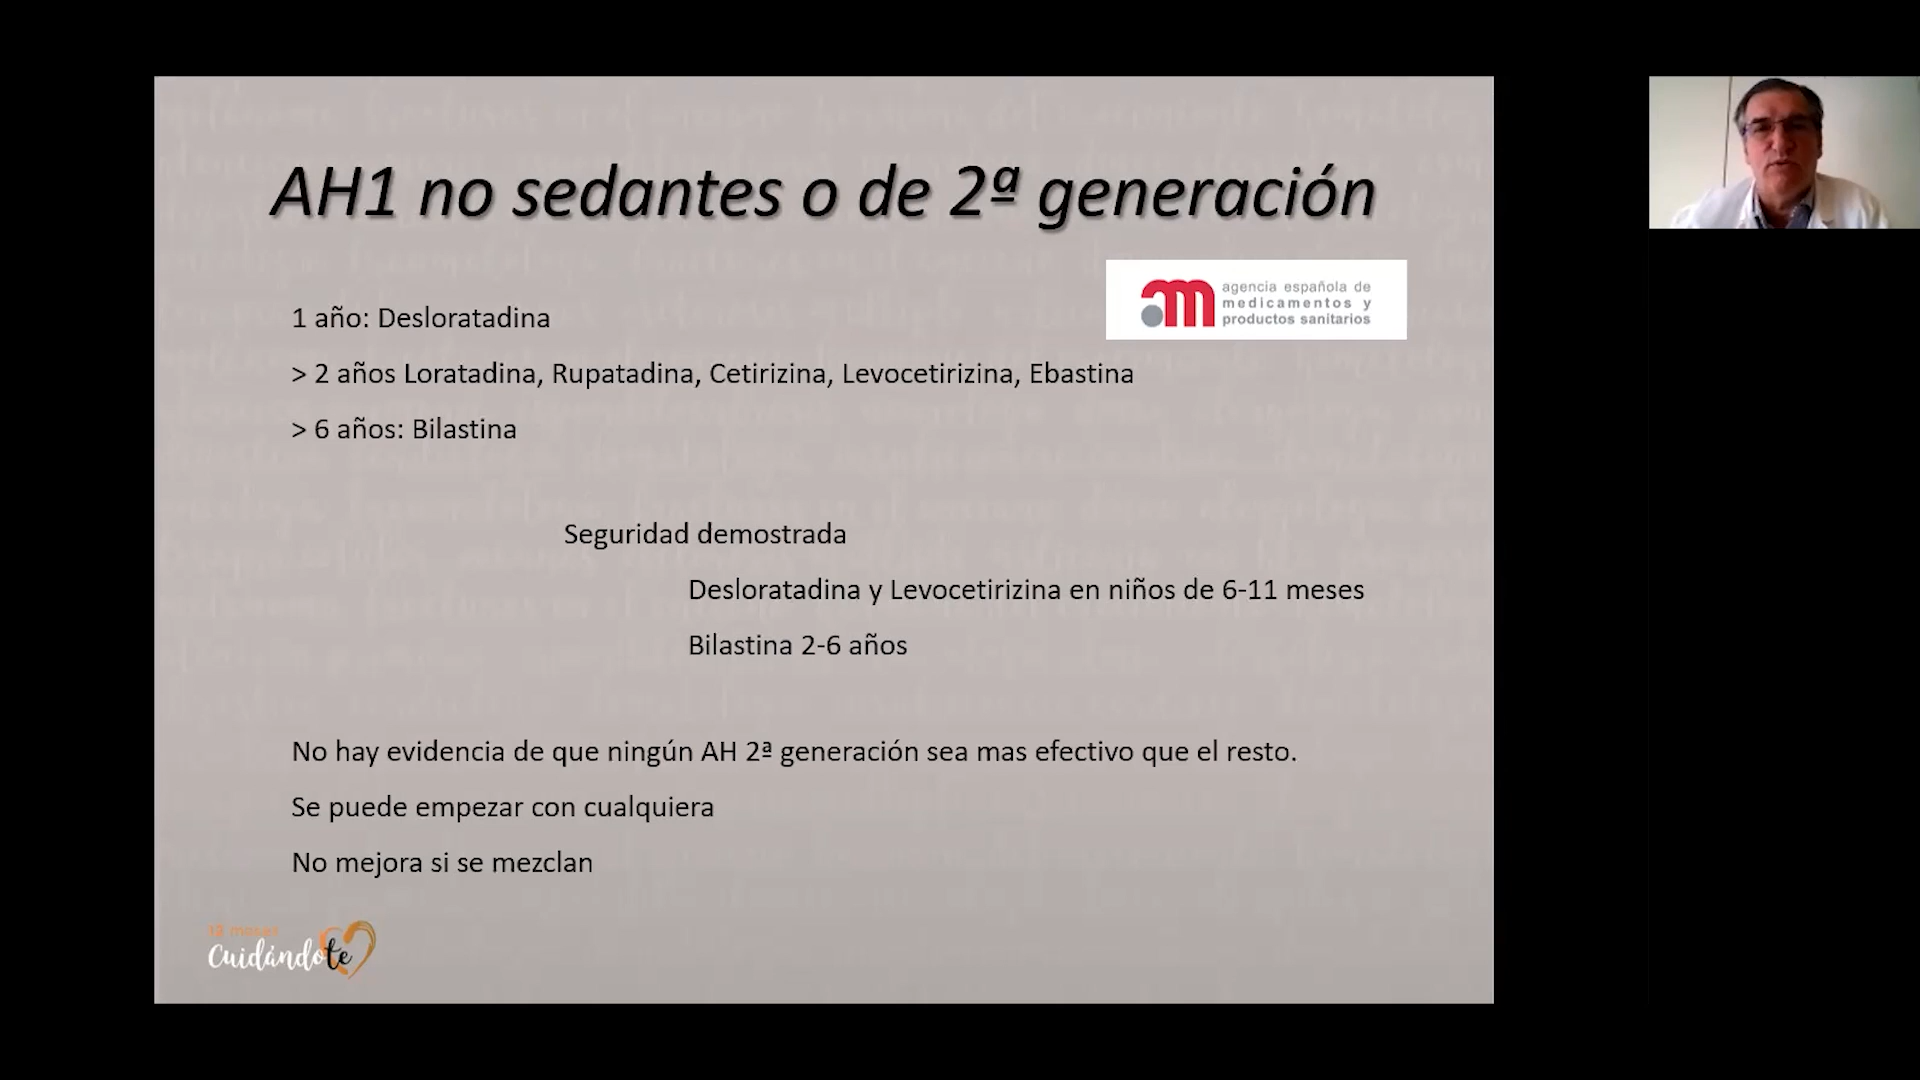 AH1 no sedantes o de 2ª generación
agencia española de
medicamentos y
productos sanitarios
1 año: Desloratadina
> 2 años Loratadina, Rupatadina, Cetirizina, Levocetirizina, Ebastina
> 6 años: Bilastina
Seguridad demostrada
Desloratadina y Levocetirizina en niños de 6-11 meses
Bilastina 2-6 años
No hay evidencia de que ningún AH 2ª generación sea mas efectivo que el resto.
Se puede empezar con cualquiera
No mejora si se mezclan
12 meses
Cuidándote